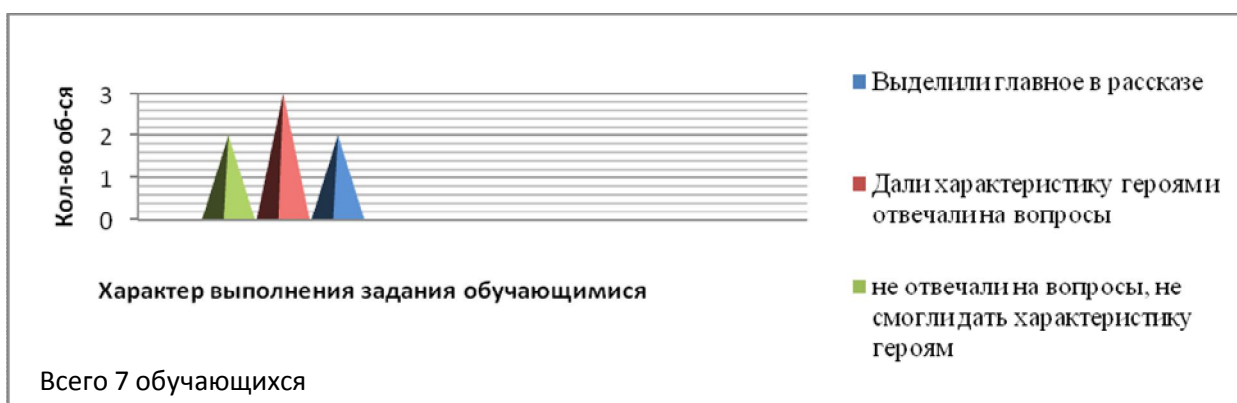 Кол-во об-ся
3
2
1
0
Характер выполнения задания обучающимися
Выделили главное в рассказе
Дали характеристику героям и
отвечали на вопросы
не отвечали на вопросы, не
смогли дать характеристику
героям
Всего 7 обучающихся